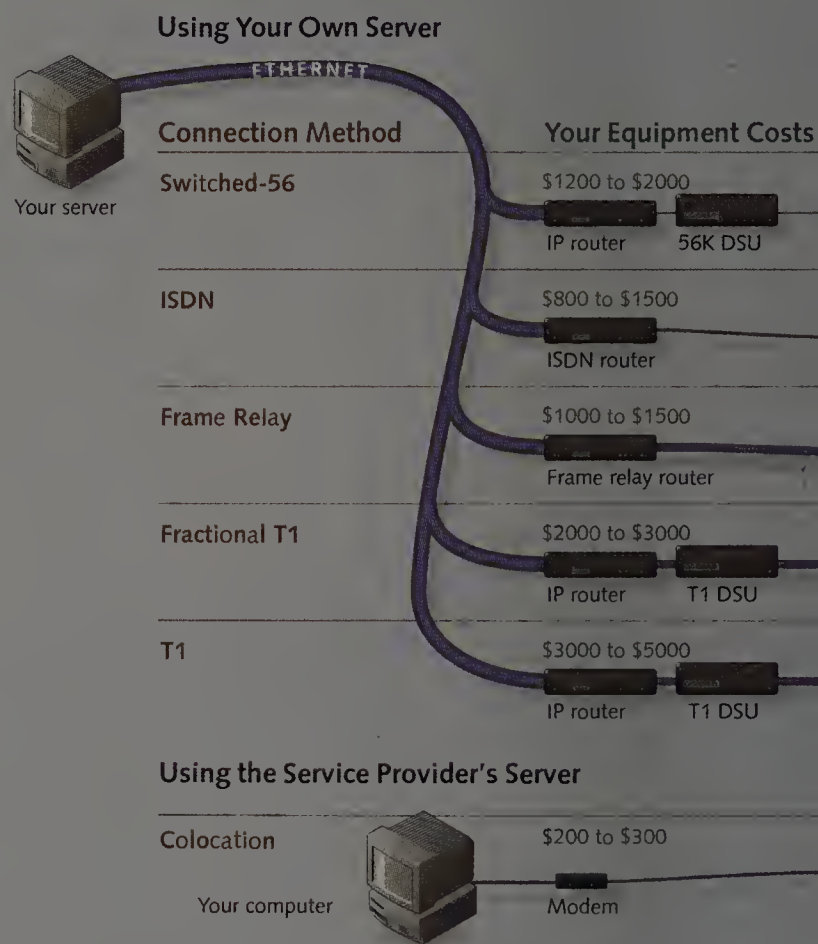 Using Your Own Server
ETHERNET
Connection Method
Your Equipment Costs
Your server
Switched-56
$1200 to $2000
IP router
56K DSU
ISDN
$800 to $1500
ISDN router
Frame Relay
$1000 to $1500
Frame relay router
Fractional T1
$2000 to $3000
IP router
T1 DSU
T1
$3000 to $5000
IP router
T1 DSU
Using the Service Provider's Server
Colocation
$200 to $300
Your computer
Modem